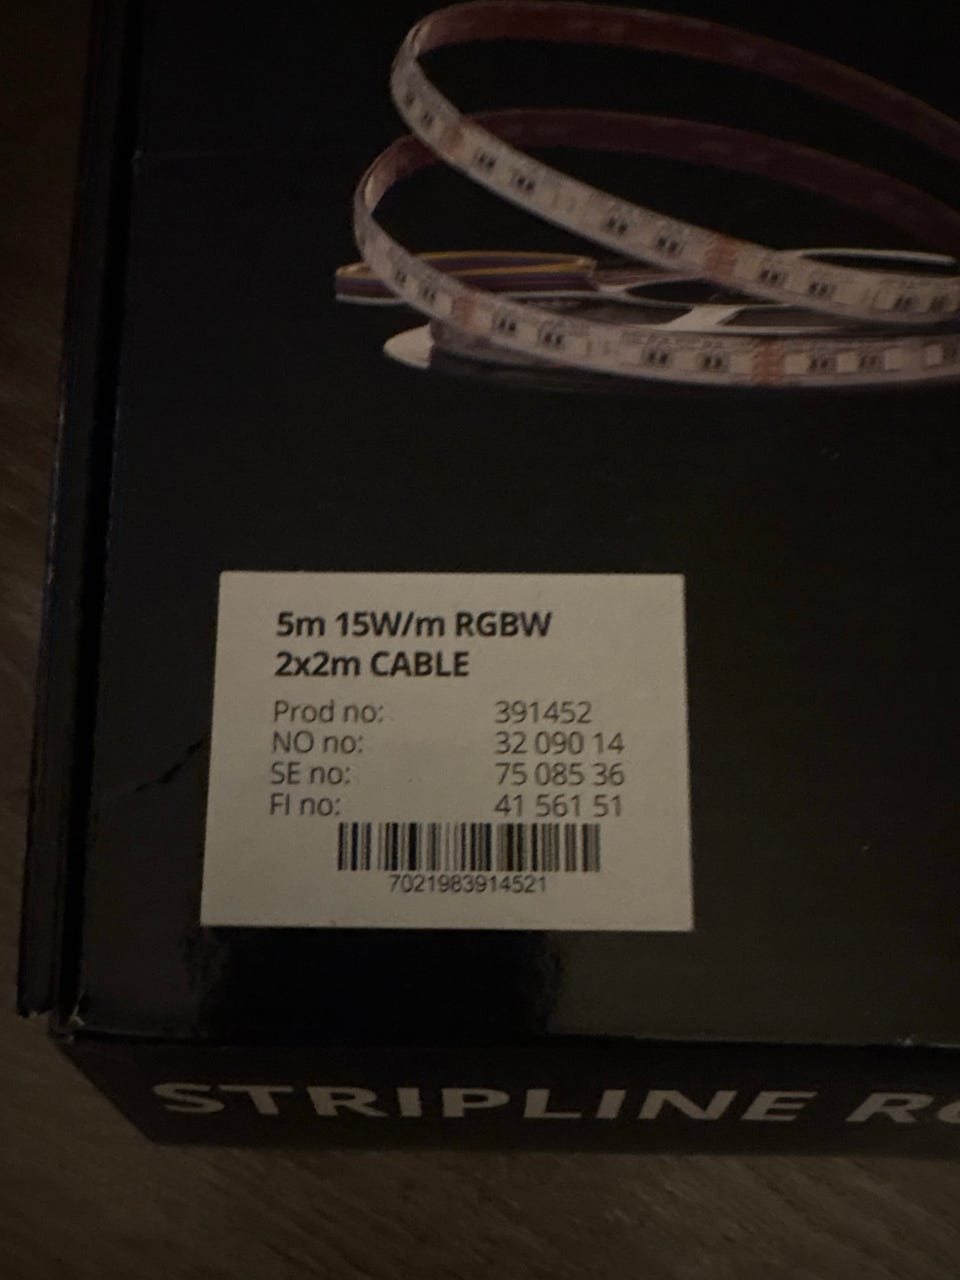 5m 15W/m RGBW
2x2m CABLE
Prod no: 391452
NO no: 32 090 14
SE no: 75 085 36
FI no: 41 561 51
7021983914521
STRIPLINE